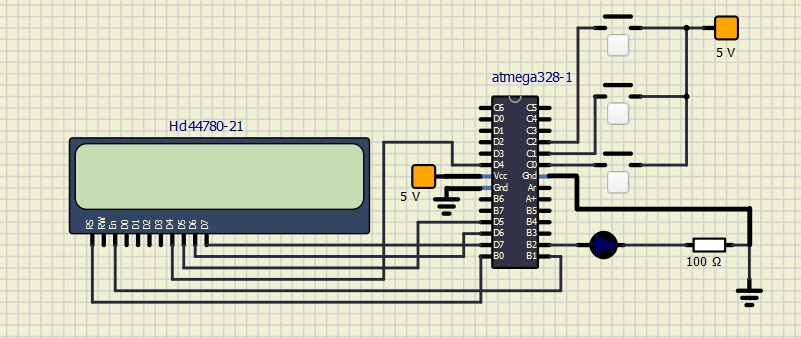 5 V
atmega328-1
Hd44780-21
C6 C5
D0 C4
D1 C3
D2 C2
D3 C1
D4 C0
5 V
Vcc Gnd
Gnd Ar
B6 A+
B7 B5
D5 B4
D6 B3
D7 B2
B0 B1
RS RW En D0 D1 D2 D3 D4 D5 D6 D7
100 Ω